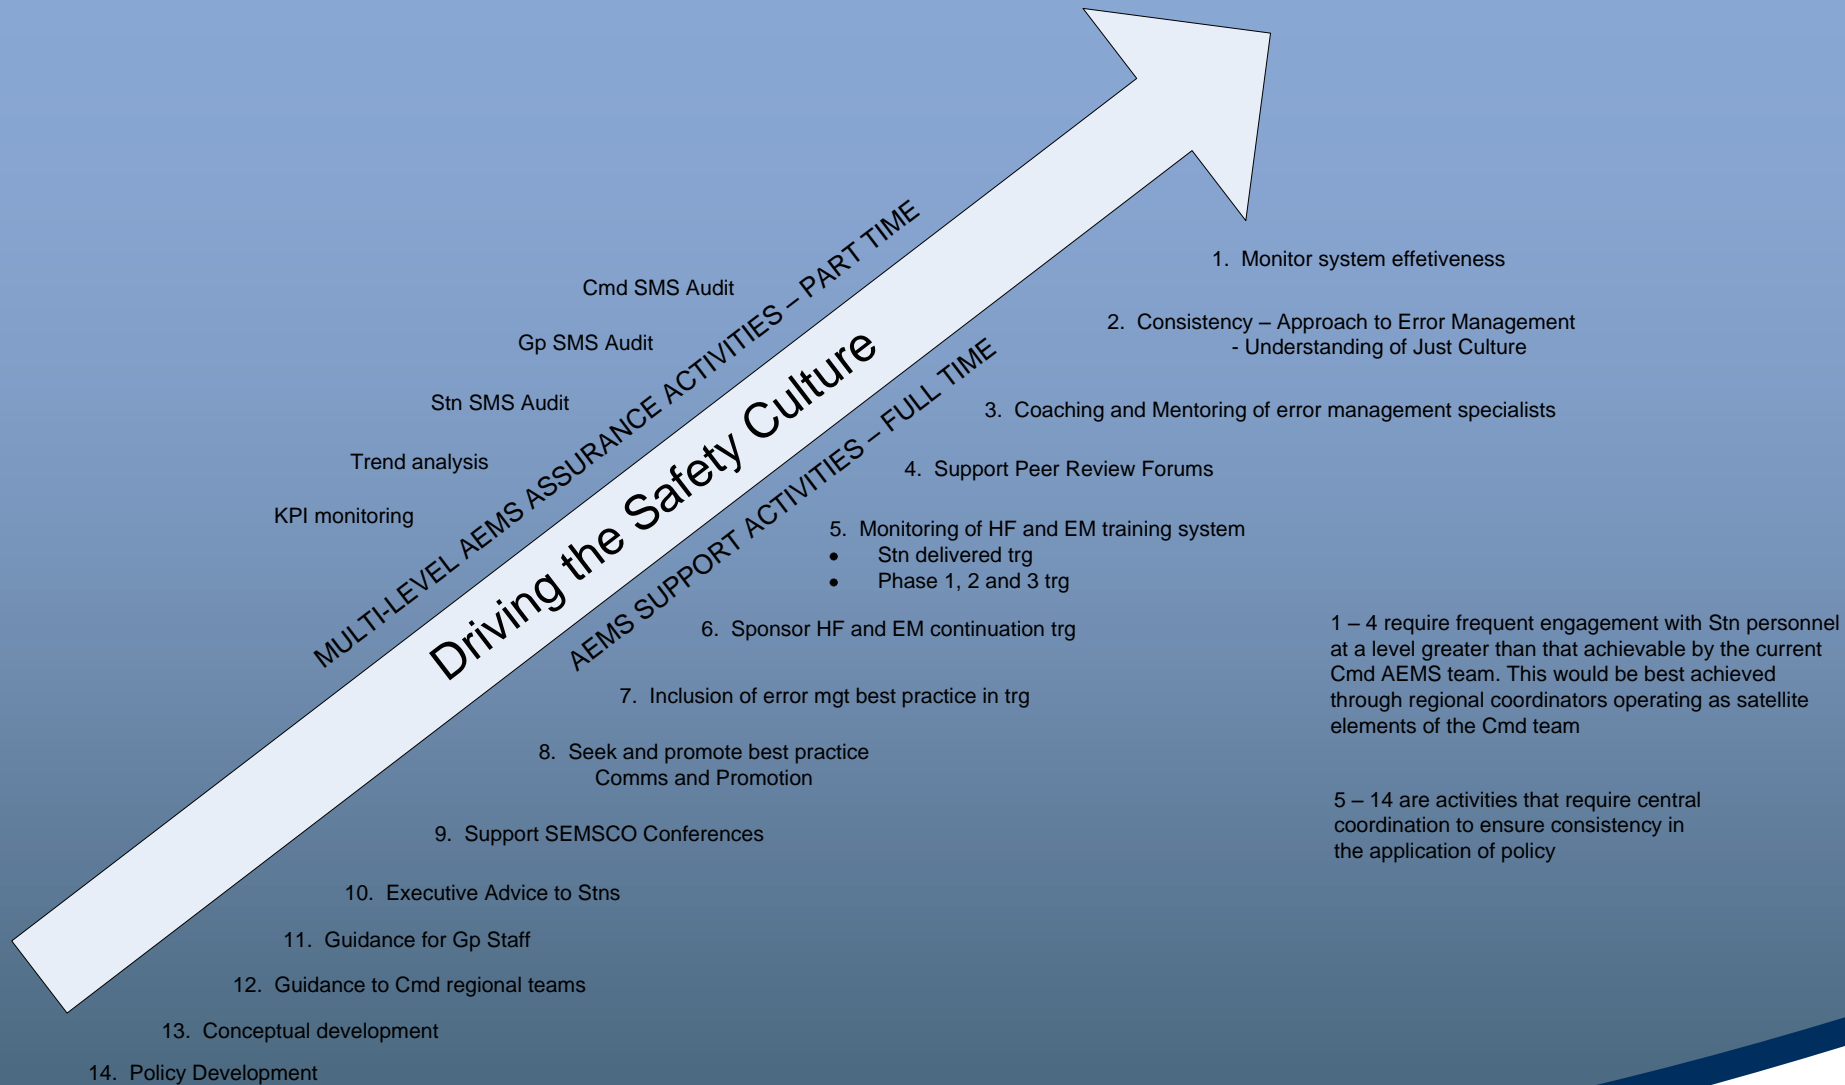 Cmd SMS Audit
Gp SMS Audit
Stn SMS Audit
Trend analysis
KPI monitoring
MULTI-LEVEL AEMS ASSURANCE ACTIVITIES – PART TIME
Driving the Safety Culture
AEMS SUPPORT ACTIVITIES – FULL TIME
1. Monitor system effetiveness
2. Consistency – Approach to Error Management
- Understanding of Just Culture
3. Coaching and Mentoring of error management specialists
4. Support Peer Review Forums
5. Monitoring of HF and EM training system
• Stn delivered trg
• Phase 1, 2 and 3 trg
6. Sponsor HF and EM continuation trg
7. Inclusion of error mgt best practice in trg
8. Seek and promote best practice
Comms and Promotion
9. Support SEMSCO Conferences
10. Executive Advice to Stns
11. Guidance for Gp Staff
12. Guidance to Cmd regional teams
13. Conceptual development
14. Policy Development
1 – 4 require frequent engagement with Stn personnel
at a level greater than that achievable by the current
Cmd AEMS team. This would be best achieved
through regional coordinators operating as satellite
elements of the Cmd team
5 – 14 are activities that require central
coordination to ensure consistency in
the application of policy